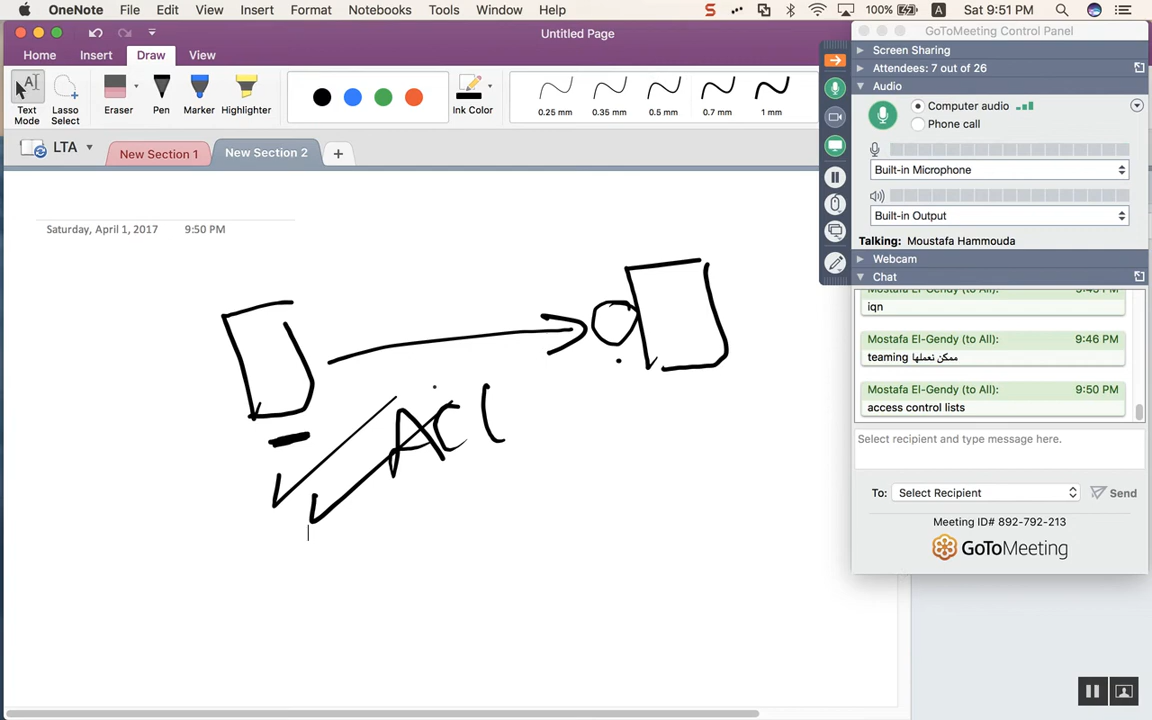 OneNote File Edit View Insert Format Notebooks Tools Window Help 100% A Sat 9:51 PM
Untitled Page
GoToMeeting Control Panel
Home Insert Draw View
Screen Sharing
Attendees: 7 out of 26
Audio
Computer audio
Phone call
Text Mode
Lasso Select
Eraser
Pen
Marker
Highlighter
Ink Color
0.25 mm 0.35 mm 0.5 mm 0.7 mm 1 mm
LTA New Section 1 New Section 2 +
Built-in Microphone
Built-in Output
Talking: Moustafa Hammouda
Webcam
Chat
Saturday, April 1, 2017 9:50 PM
ACl
iqn
Mostafa El-Gendy (to All): 9:46 PM
teaming ممكن نعملها
Mostafa El-Gendy (to All): 9:50 PM
access control lists
Select recipient and type message here.
To: Select Recipient Send
Meeting ID# 892-792-213
GoToMeeting